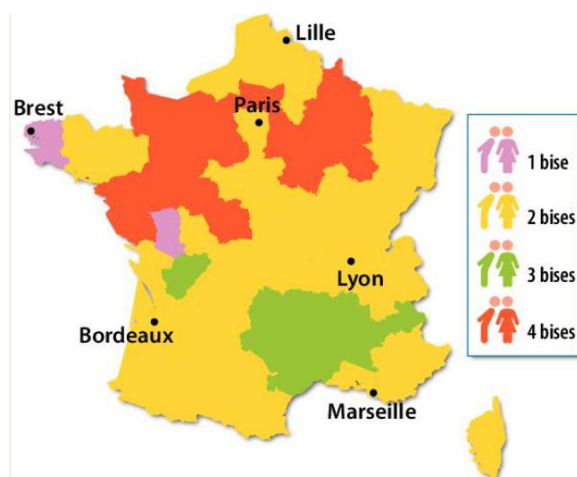 Lille
Brest
Paris
Lyon
Bordeaux
Marseille
1 bise
2 bises
3 bises
4 bises